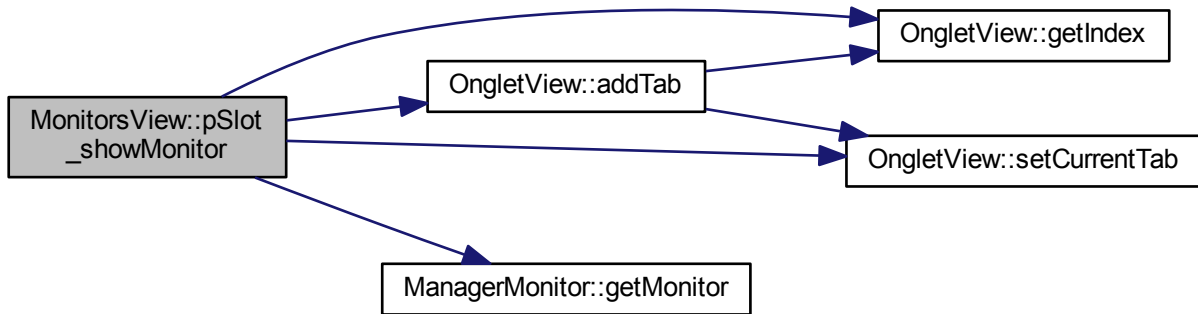 MonitorsView::pSlot
_showMonitor
OngletView::addTab
OngletView::getIndex
OngletView::setCurrentTab
ManagerMonitor::getMonitor